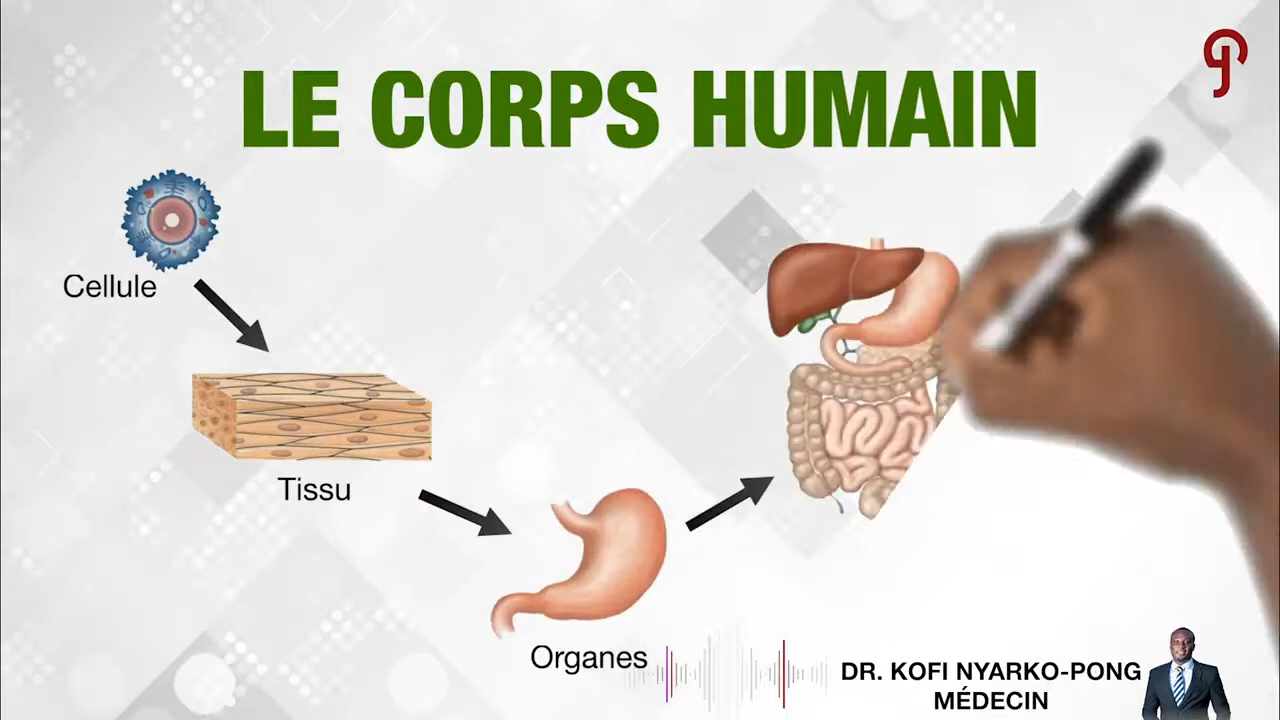 LE CORPS HUMAIN
Cellule
Tissu
Organes
DR. KOFI NYARKO-PONG
MÉDECIN